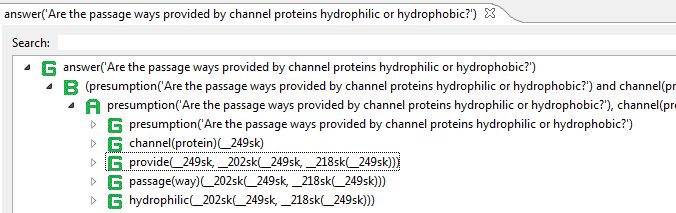 answer('Are the passage ways provided by channel proteins hydrophilic or hydrophobic?')
Search:
G answer('Are the passage ways provided by channel proteins hydrophilic or hydrophobic?')
B (presumption('Are the passage ways provided by channel proteins hydrophilic or hydrophobic?') and channel(pro
A presumption('Are the passage ways provided by channel proteins hydrophilic or hydrophobic?'), channel(pro
G presumption('Are the passage ways provided by channel proteins hydrophilic or hydrophobic?')
G channel(protein)(__249sk)
G provide(__249sk, __202sk(__249sk, __218sk(__249sk)))
G passage(way)(__202sk(__249sk, __218sk(__249sk)))
G hydrophilic(__202sk(__249sk, __218sk(__249sk)))